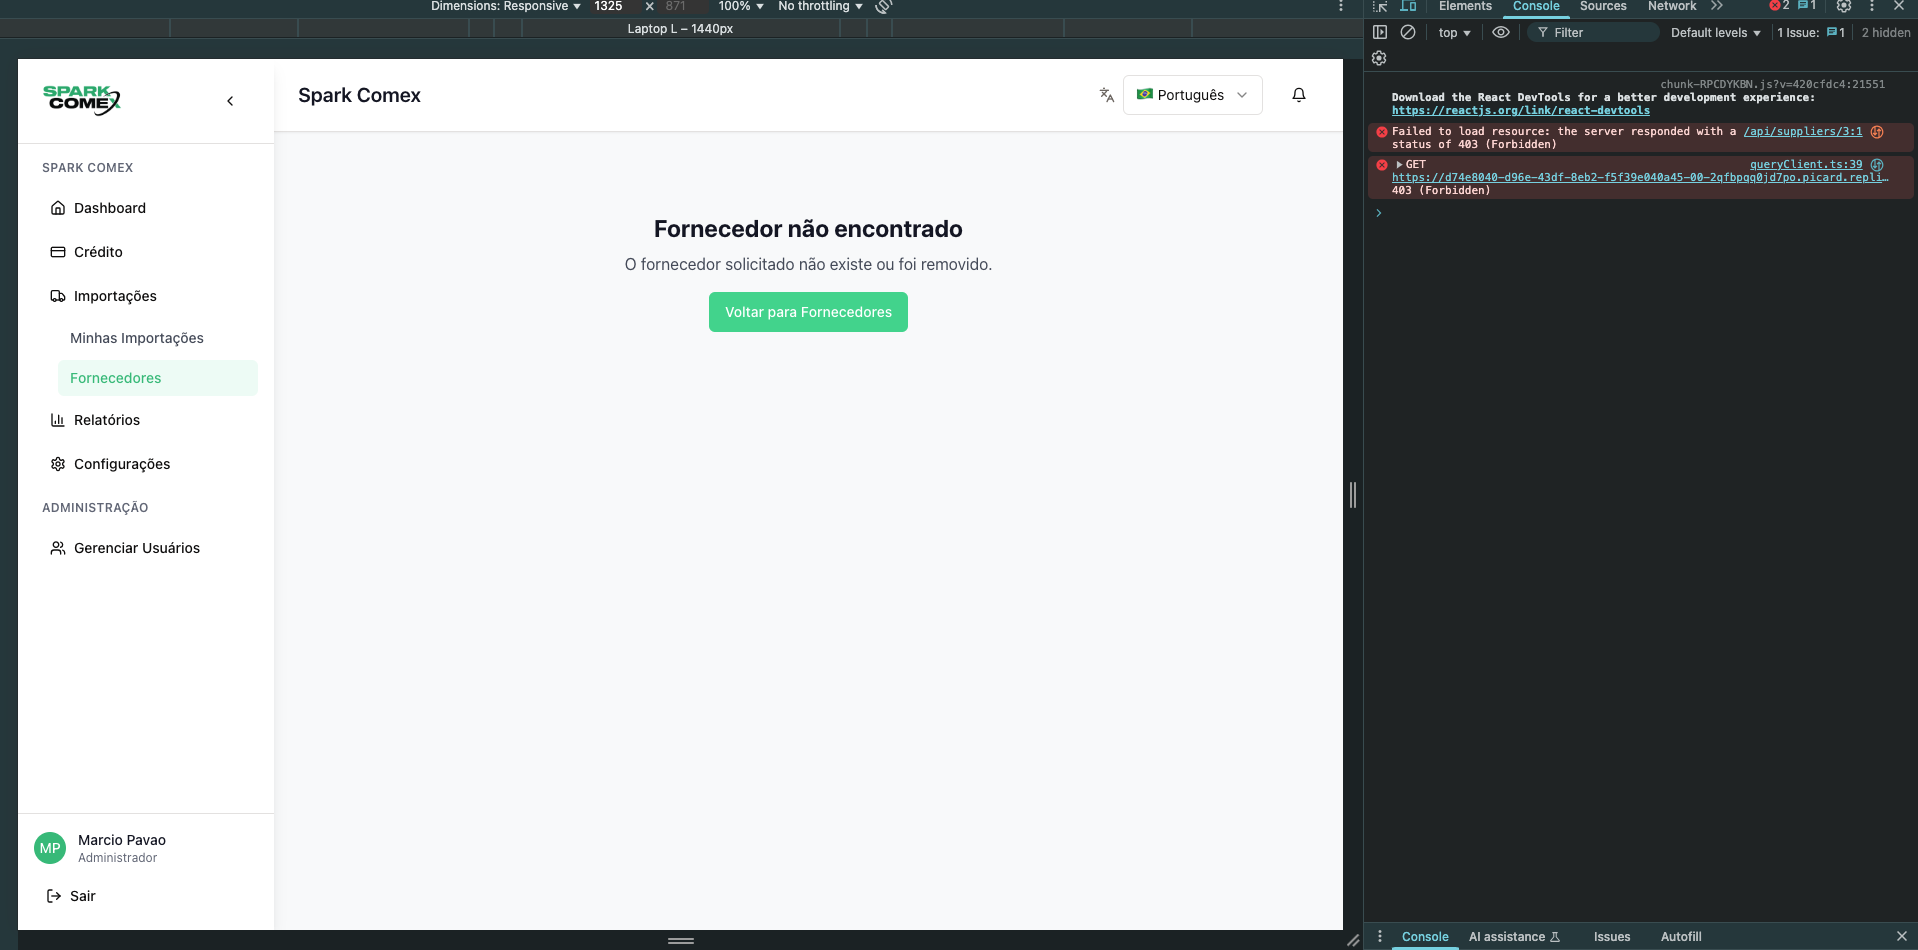 Dimensions: Responsive 1325 × 871 100% No throttling
Laptop L – 1440px
SPARK
COMEX
Spark Comex
Português
SPARK COMEX
Dashboard
Crédito
Importações
Minhas Importações
Fornecedores
Relatórios
Configurações
ADMINISTRAÇÃO
Gerenciar Usuários
Fornecedor não encontrado
O fornecedor solicitado não existe ou foi removido.
Voltar para Fornecedores
MP
Marcio Pavao
Administrador
Sair
Elements Console Sources Network 2 1
top Filter Default levels 1 Issue: 1 2 hidden
chunk-RPCDYKBN.js?v=420cfdc4:21551
Download the React DevTools for a better development experience:
https://reactjs.org/link/react-devtools
Failed to load resource: the server responded with a /api/suppliers/3:1
status of 403 (Forbidden)
GET queryClient.ts:39
https://d74e8040-d96e-43df-8eb2-f5f39e040a45-00-2qfbpqq0jd7po.picard.repli…
403 (Forbidden)
Console AI assistance Issues Autofill